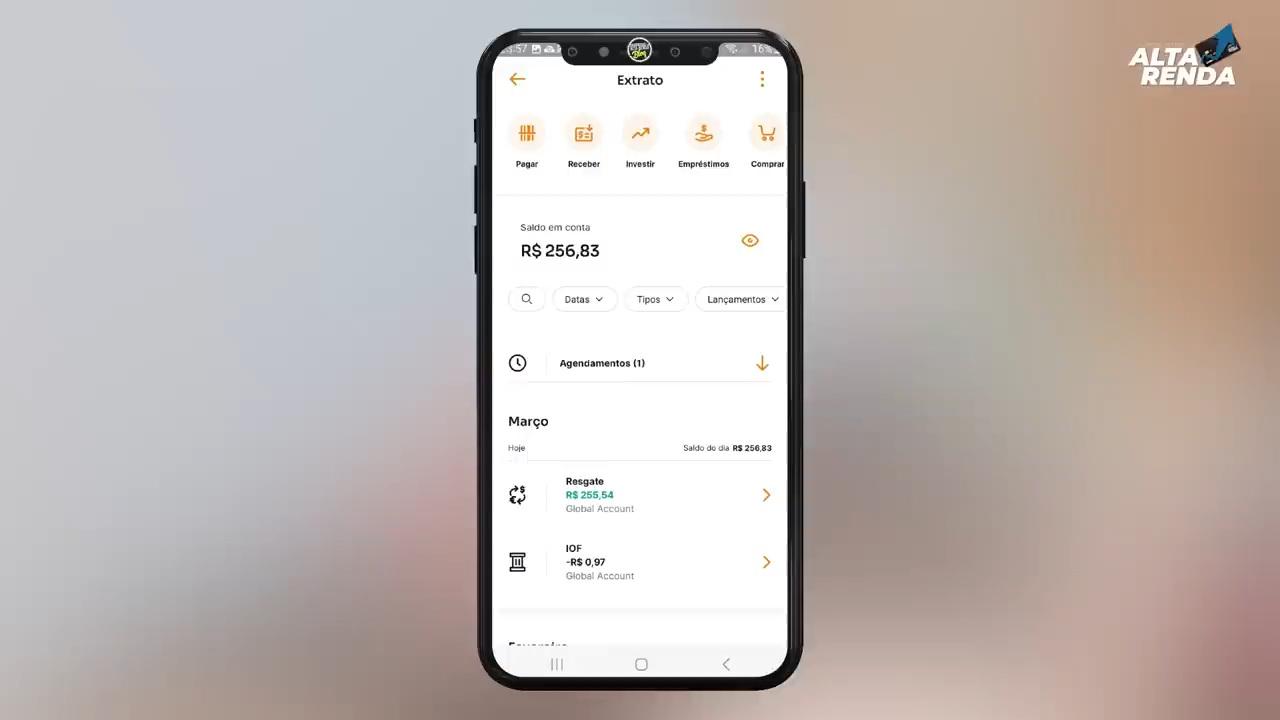 ALTA
RENDA
16%
Extrato
Pagar
Receber
Investir
Empréstimos
Comprar
Saldo em conta
R$ 256,83
Datas
Tipos
Lançamentos
Agendamentos (1)
Março
Hoje
Saldo do dia R$ 256,83
Resgate
R$ 255,54
Global Account
IOF
-R$ 0,97
Global Account
Fevereiro